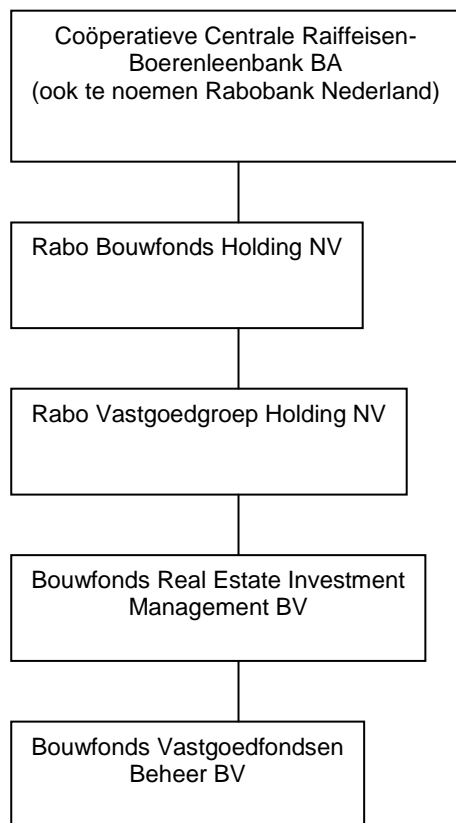 Coöperatieve Centrale Raiffeisen-
Boerenleenbank BA
(ook te noemen Rabobank Nederland)
Rabo Bouwfonds Holding NV
Rabo Vastgoedgroep Holding NV
Bouwfonds Real Estate Investment
Management BV
Bouwfonds Vastgoedfondsen
Beheer BV